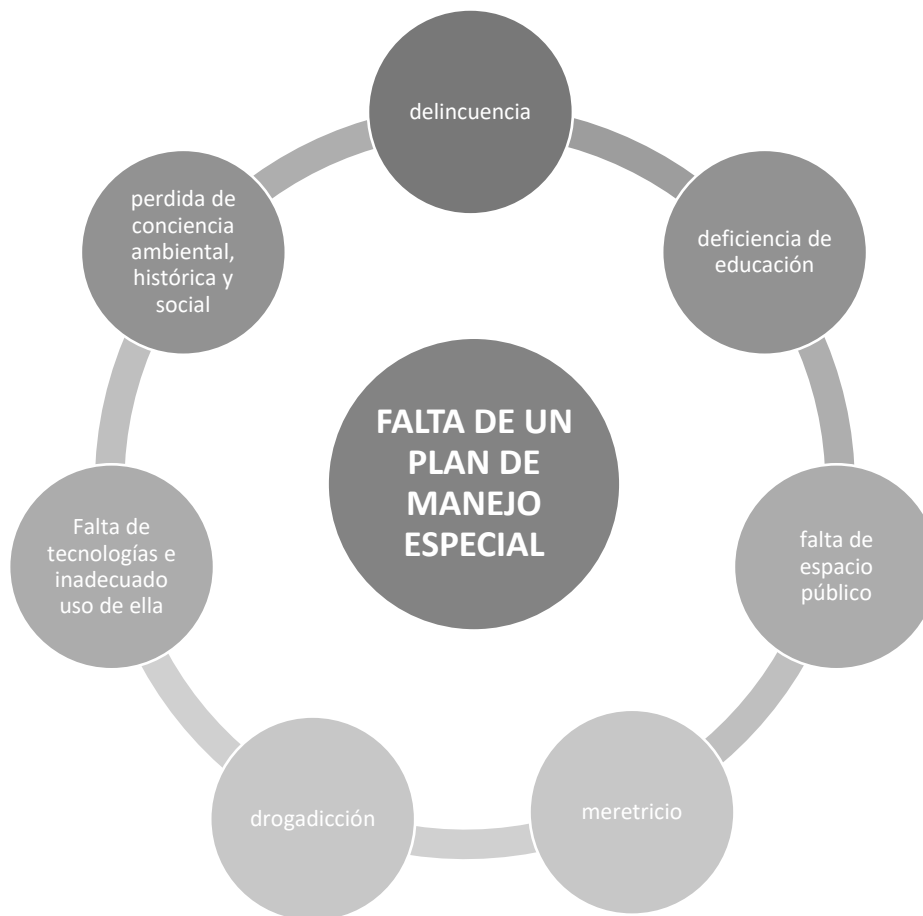 delincuencia
deficiencia de
educación
falta de
espacio
público
meretricio
drogadicción
Falta de
tecnologías e
inadecuado
uso de ella
perdida de
conciencia
ambiental,
histórica y
social
FALTA DE UN
PLAN DE
MANEJO
ESPECIAL